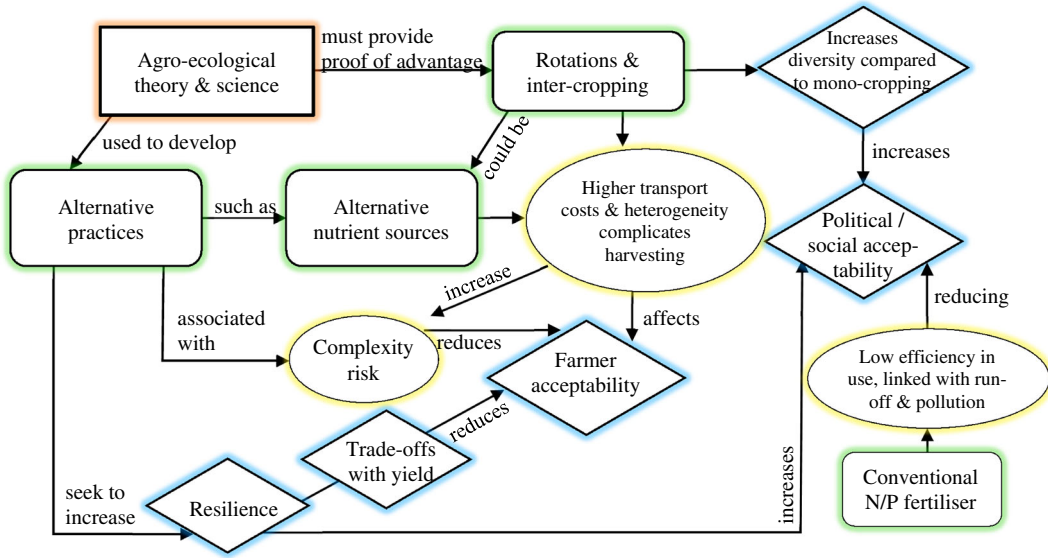 must provide
proof of advantage
Agro-ecological
theory & science
Rotations &
inter-cropping
Increases
diversity compared
to mono-cropping
used to develop
could be
increases
Alternative
practices
such as
Alternative
nutrient sources
Higher transport
costs & heterogeneity
complicates
harvesting
Political /
social accep-
tability
increase
reducing
associated
with
affects
Complexity
risk
reduces
Farmer
acceptability
Low efficiency in
use, linked with run-
off & pollution
reduces
Trade-offs
with yield
seek to
increase
Resilience
increases
Conventional
N/P fertiliser